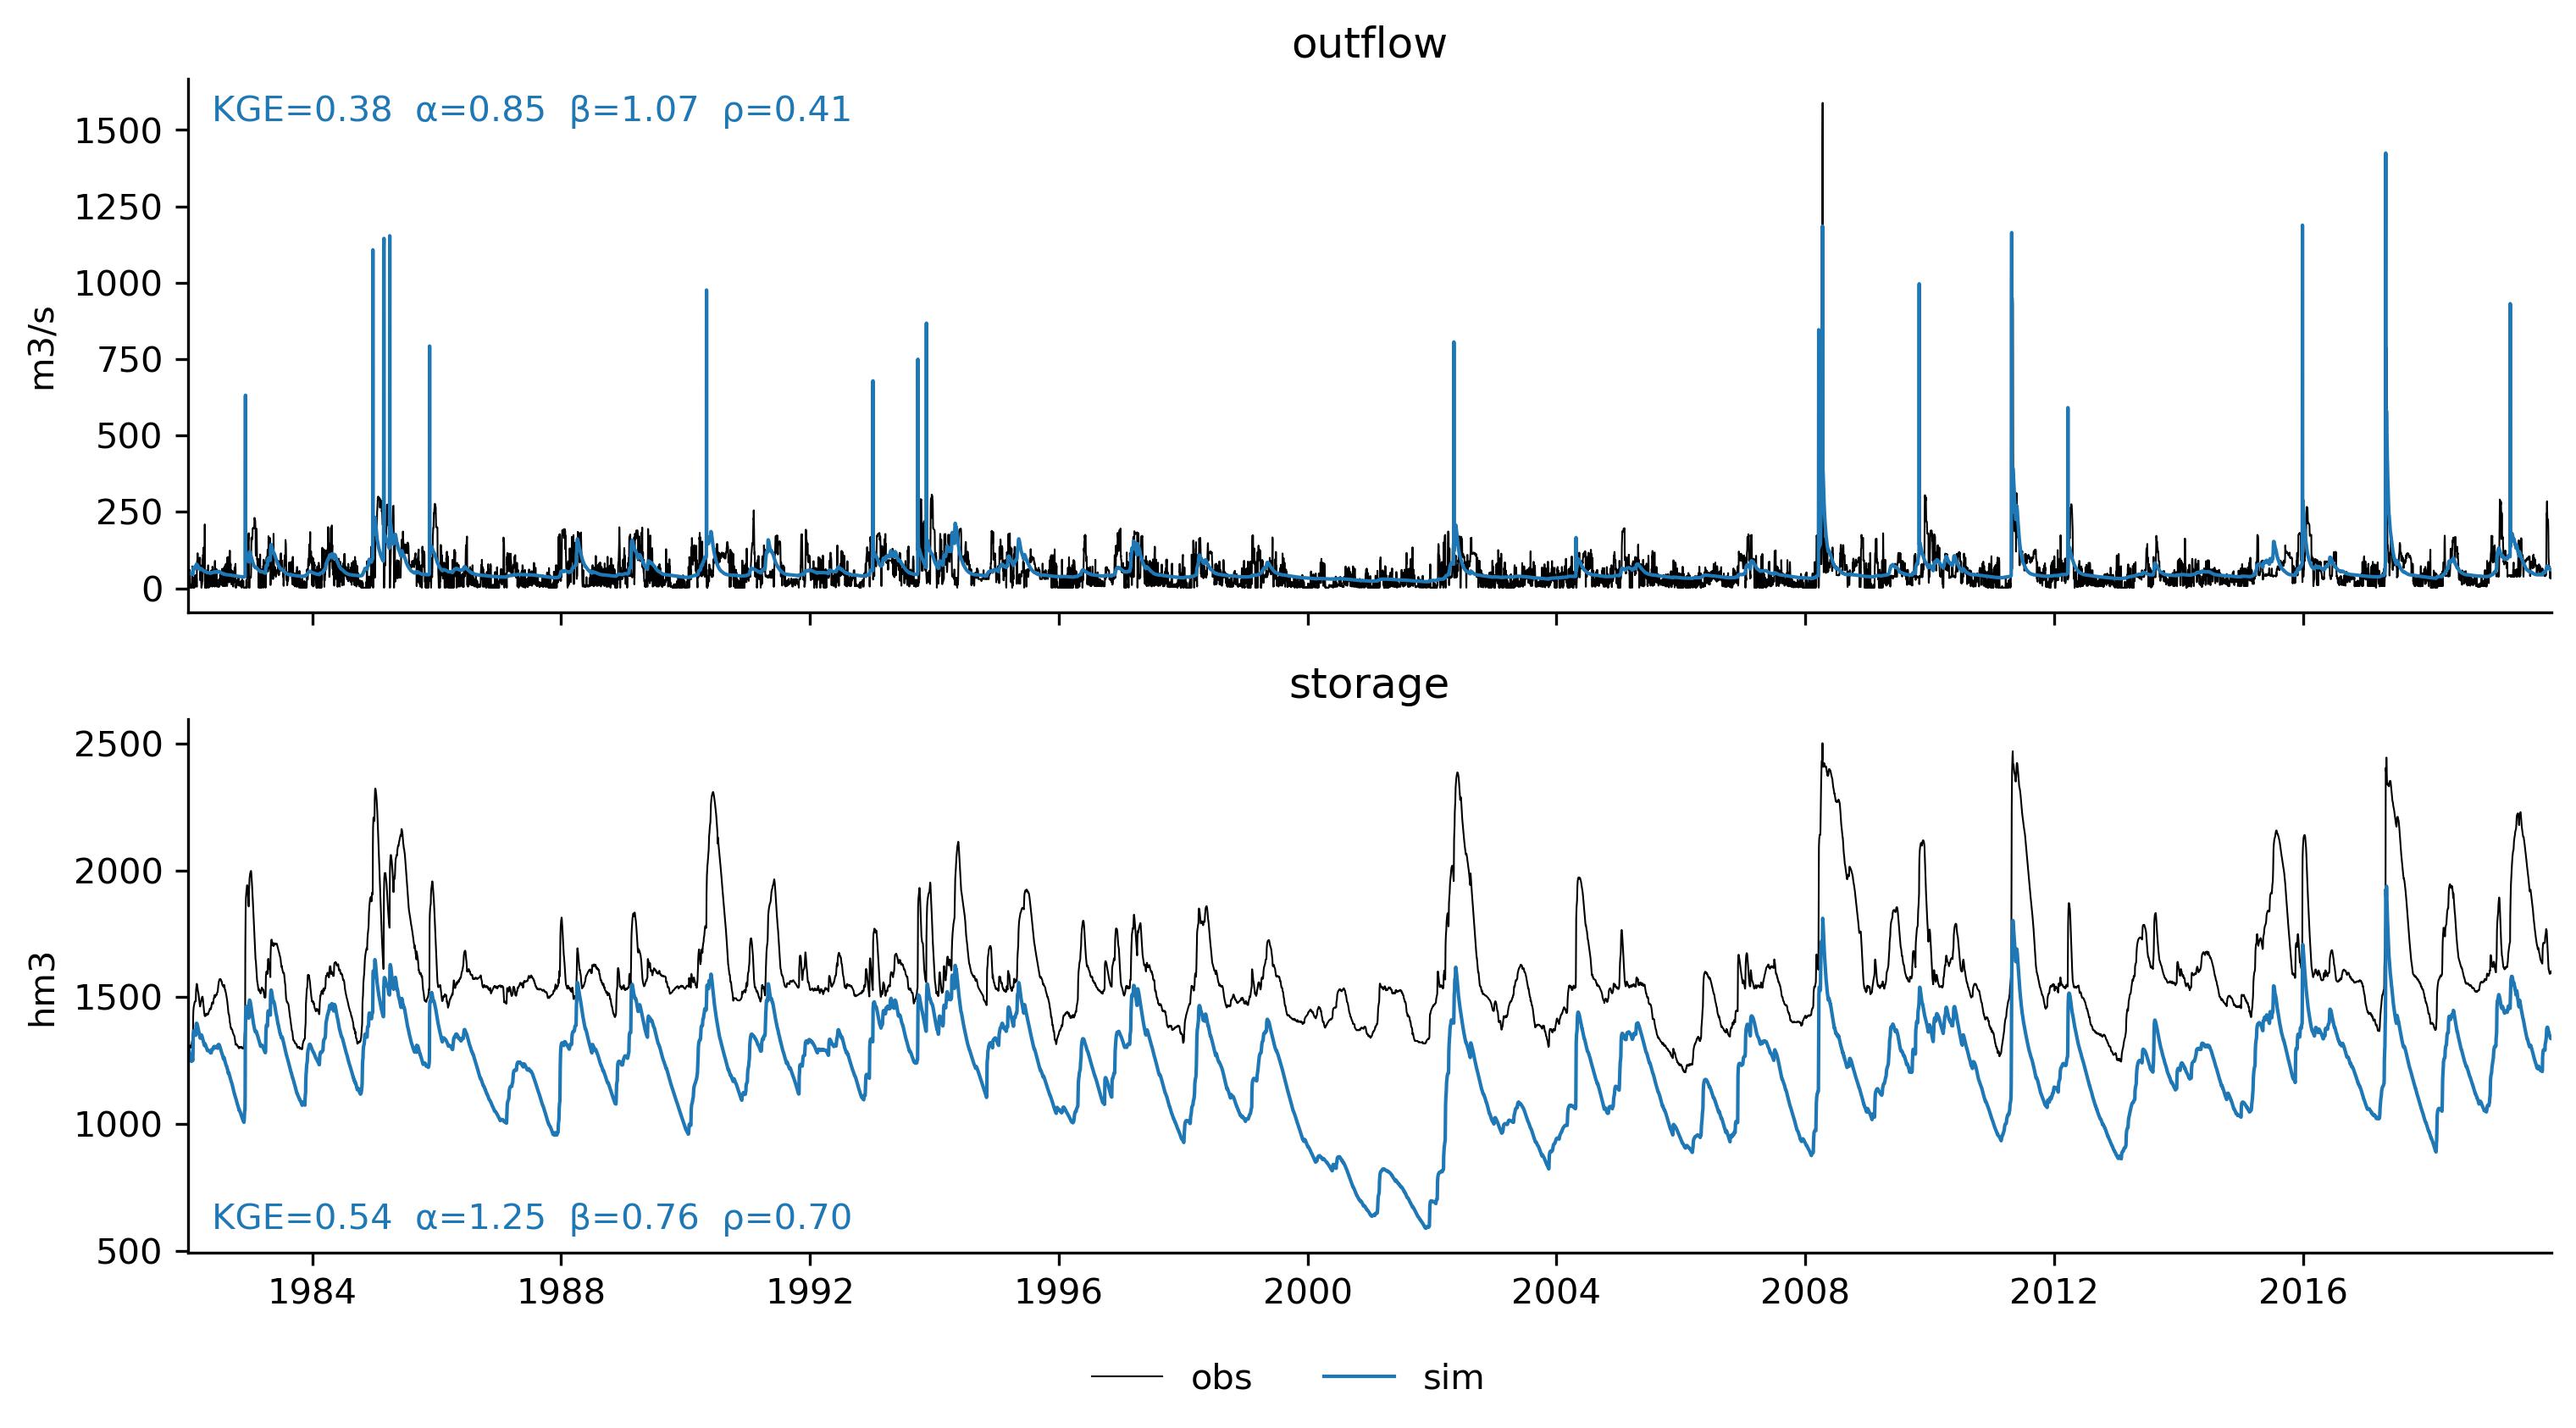 outflow
KGE=0.38 α=0.85 β=1.07 ρ=0.41
1500
1250
1000
750
500
250
0
m3/s
storage
2500
2000
1500
1000
500
hm3
KGE=0.54 α=1.25 β=0.76 ρ=0.70
1984 1988 1992 1996 2000 2004 2008 2012 2016
obs sim